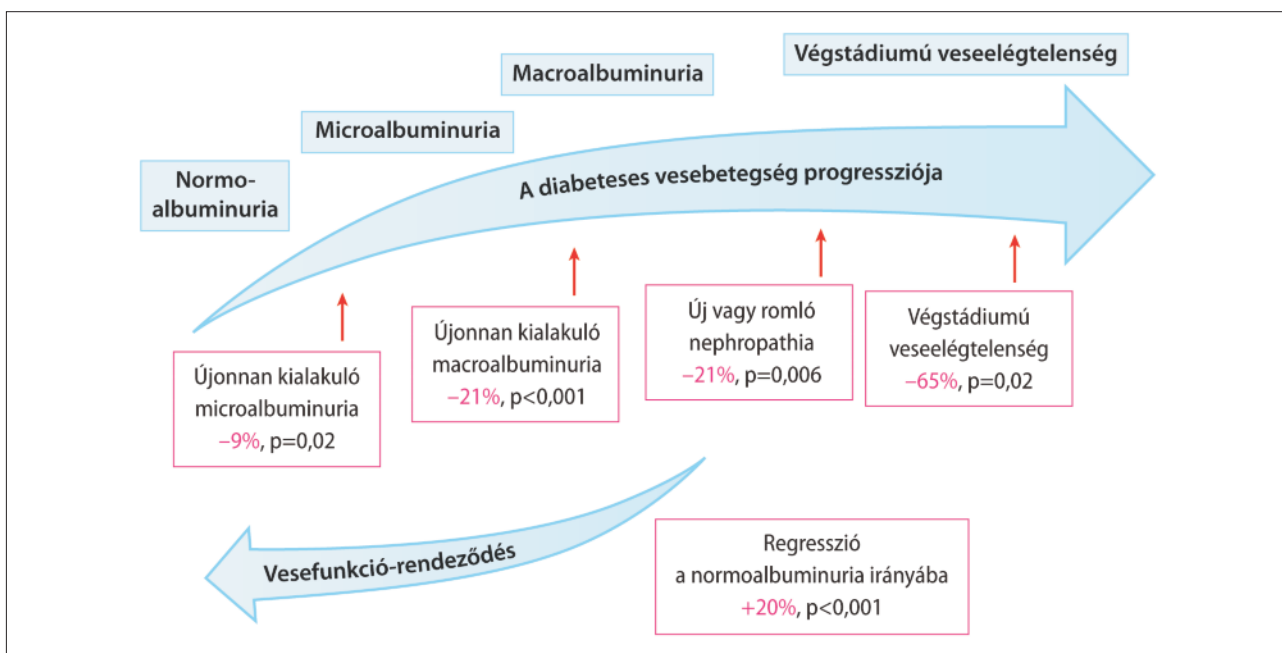 Végstádiumú veseelégtelenség
Macroalbuminuria
Microalbuminuria
Normo-
albuminuria
A diabeteses vesebetegség progressziója
Újonnan kialakuló
microalbuminuria
–9%, p=0,02
Újonnan kialakuló
macroalbuminuria
–21%, p<0,001
Új vagy romló
nephropathia
–21%, p=0,006
Végstádiumú
veseelégtelenség
–65%, p=0,02
Vesefunkció-rendeződés
Regresszió
a normoalbuminuria irányába
+20%, p<0,001